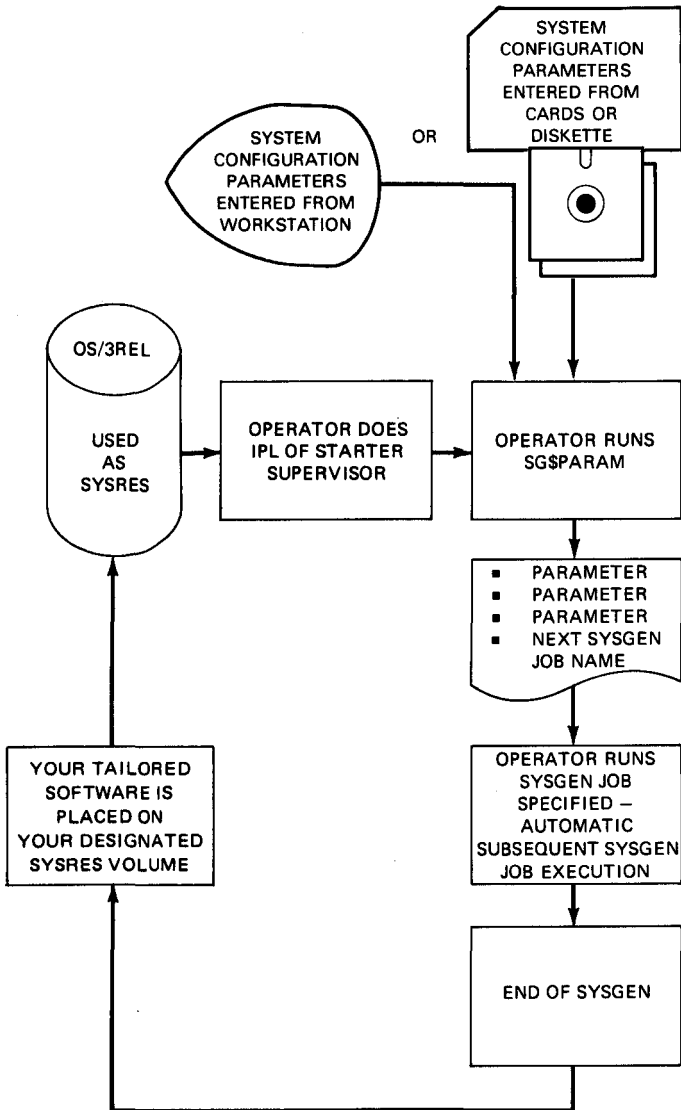 SYSTEM
CONFIGURATION
PARAMETERS
ENTERED FROM
CARDS OR
DISKETTE
OR
SYSTEM
CONFIGURATION
PARAMETERS
ENTERED FROM
WORKSTATION
OS/3REL
USED
AS
SYSRES
OPERATOR DOES
IPL OF STARTER
SUPERVISOR
OPERATOR RUNS
SG$PARAM
▪ PARAMETER
▪ PARAMETER
▪ PARAMETER
▪ NEXT SYSGEN
JOB NAME
OPERATOR RUNS
SYSGEN JOB
SPECIFIED –
AUTOMATIC
SUBSEQUENT SYSGEN
JOB EXECUTION
YOUR TAILORED
SOFTWARE IS
PLACED ON
YOUR DESIGNATED
SYSRES VOLUME
END OF SYSGEN